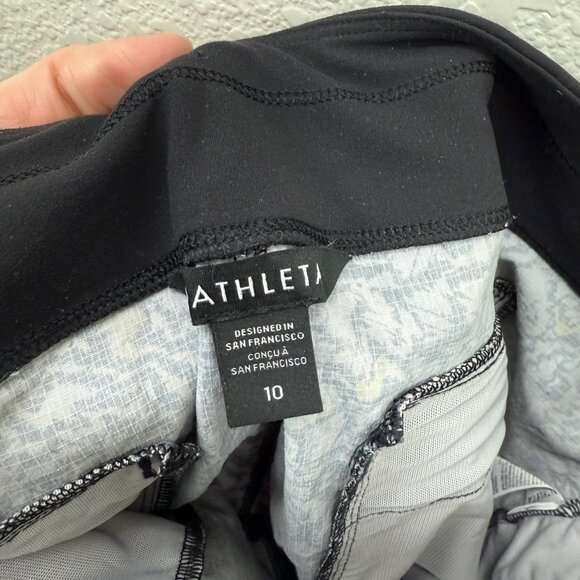 ATHLETA
DESIGNED IN
SAN FRANCISCO
CONÇU À
SAN FRANCISCO
10